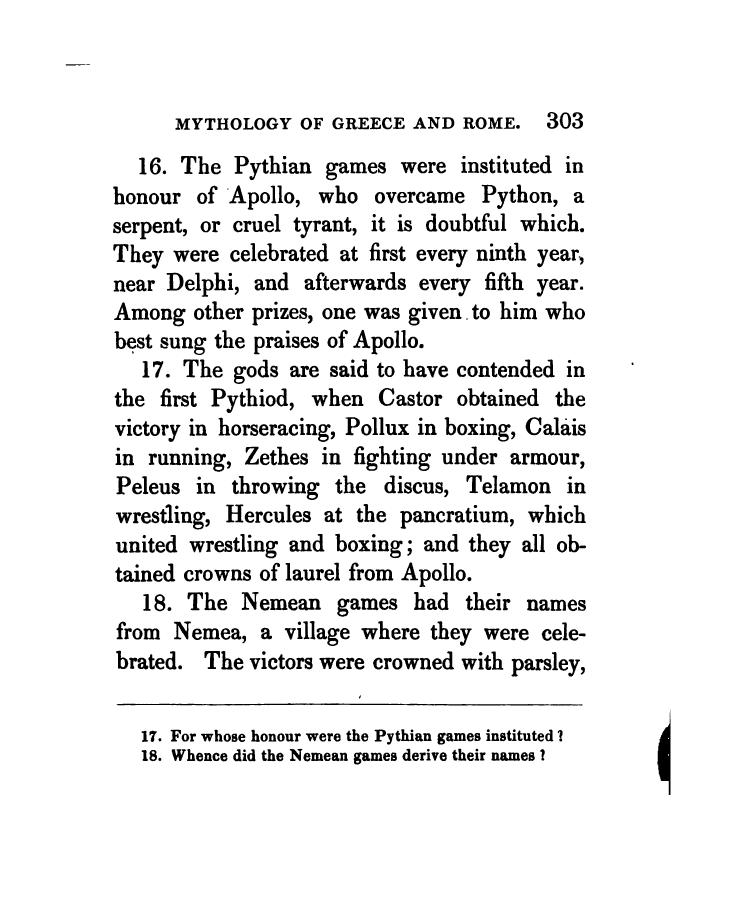 MYTHOLOGY OF GREECE AND ROME. 303
16. The Pythian games were instituted in
honour of Apollo, who overcame Python, a
serpent, or cruel tyrant, it is doubtful which.
They were celebrated at first every ninth year,
near Delphi, and afterwards every fifth year.
Among other prizes, one was given to him who
best sung the praises of Apollo.
17. The gods are said to have contended in
the first Pythiod, when Castor obtained the
victory in horseracing, Pollux in boxing, Calais
in running, Zethes in fighting under armour,
Peleus in throwing the discus, Telamon in
wrestling, Hercules at the pancratium, which
united wrestling and boxing; and they all ob-
tained crowns of laurel from Apollo.
18. The Nemean games had their names
from Nemea, a village where they were cele-
brated. The victors were crowned with parsley,
17. For whose honour were the Pythian games instituted?
18. Whence did the Nemean games derive their names?